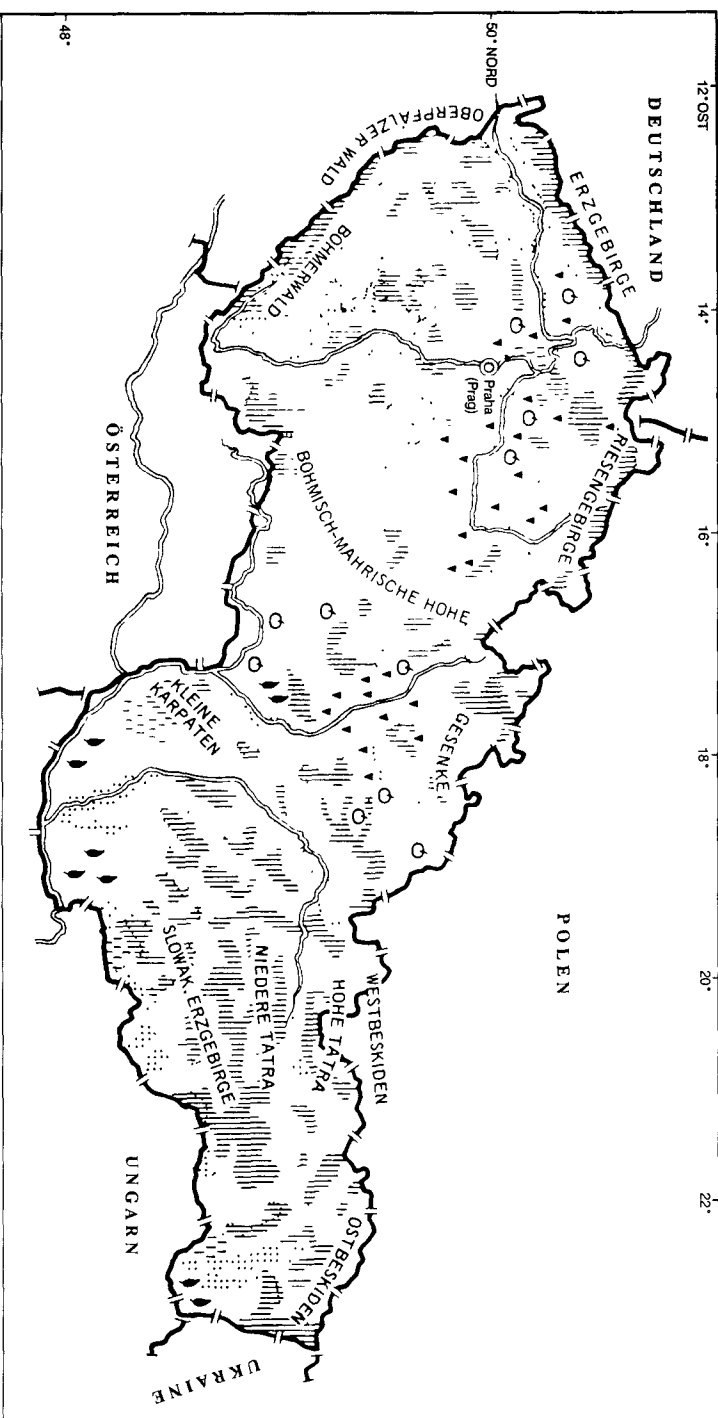 12° OST
14°
16°
18°
20°
22°
50° NORD
48°
DEUTSCHLAND
ERZGEBIRGE
OBERPFÄLZER WALD
BÖHMERWALD
Praha
(Prag)
RIESENGEBIRGE
BÖHMISCH-MÄHRISCHE HÖHE
GESENKE
POLEN
ÖSTERREICH
KLEINE
KARPATEN
WESTBESKIDEN
HOHE TATRA
NIEDERE TATRA
SLOWAK. ERZGEBIRGE
OSTBESKIDEN
UNGARN
UKRAINE